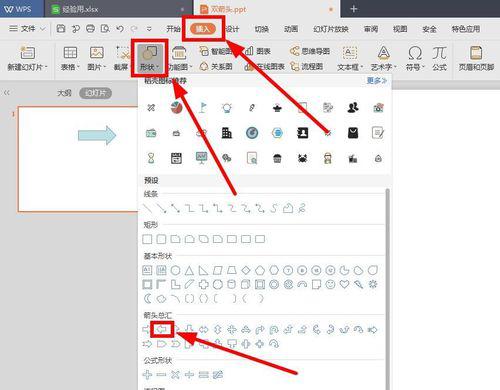 WPS 经验用.xlsx 双箭头.ppt
文件 开始 插入 设计 切换 动画 幻灯片放映 审阅 视图 安全 特色应用
新建幻灯片 表格 图片 截屏 形状 功能图 智能图 图表 思维导图 文本框 艺术字 符号 公式 页眉和页脚
关系图 在线图表 流程图
大纲 幻灯片
稻壳图标推荐 更多
1
预设
线条
矩形
基本形状
箭头总汇
公式形状